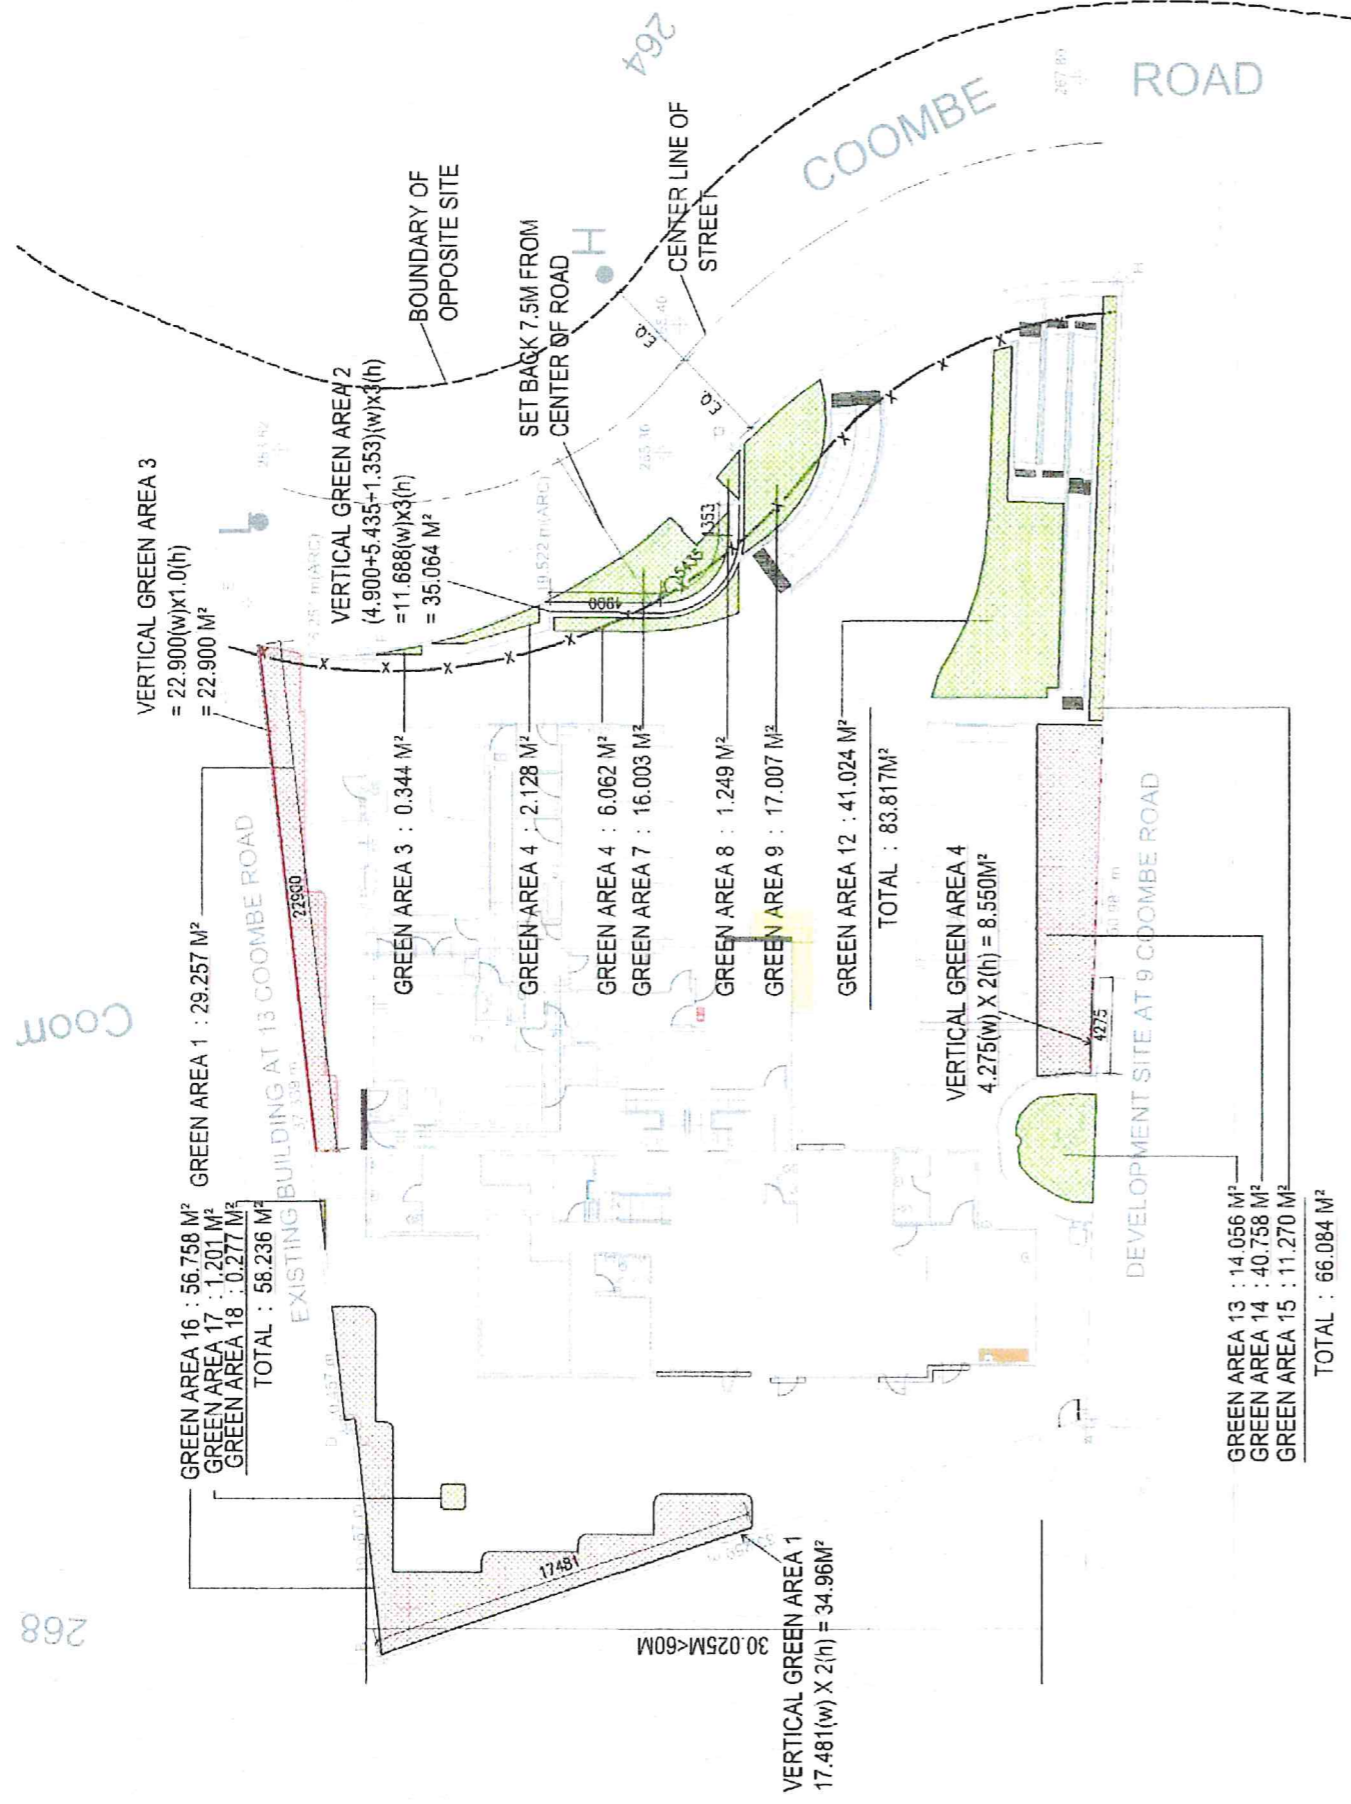 268
Coom
264
COOMBE
ROAD
267.80
H
BOUNDARY OF
OPPOSITE SITE
SET BACK 7.5M FROM
CENTER OF ROAD
CENTER LINE OF
STREET
E.Q.
E.Q.
VERTICAL GREEN AREA 3
= 22.900(w)x1.0(h)
= 22.900 M²
VERTICAL GREEN AREA 2
(4.900+5.435+1.353)(w)x3(h)
=11.688(w)x3(h)
= 35.064 M²
4900
5435
1353
22900
GREEN AREA 1 : 29.257 M²
EXISTING BUILDING AT 13 COOMBE ROAD
GREEN AREA 16 : 56.758 M²
GREEN AREA 17 : 1.201 M²
GREEN AREA 18 : 0.277 M²
TOTAL : 58.236 M²
GREEN AREA 3 : 0.344 M²
GREEN AREA 4 : 2.128 M²
GREEN AREA 4 : 6.062 M²
GREEN AREA 7 : 16.003 M²
GREEN AREA 8 : 1.249 M²
GREEN AREA 9 : 17.007 M²
GREEN AREA 12 : 41.024 M²
TOTAL : 83.817M²
VERTICAL GREEN AREA 4
4.275(w) X 2(h) = 8.550M²
4275
DEVELOPMENT SITE AT 9 COOMBE ROAD
17481
30.025M<60M
VERTICAL GREEN AREA 1
17.481(w) X 2(h) = 34.96M²
GREEN AREA 13 : 14.056 M²
GREEN AREA 14 : 40.758 M²
GREEN AREA 15 : 11.270 M²
TOTAL : 66.084 M²